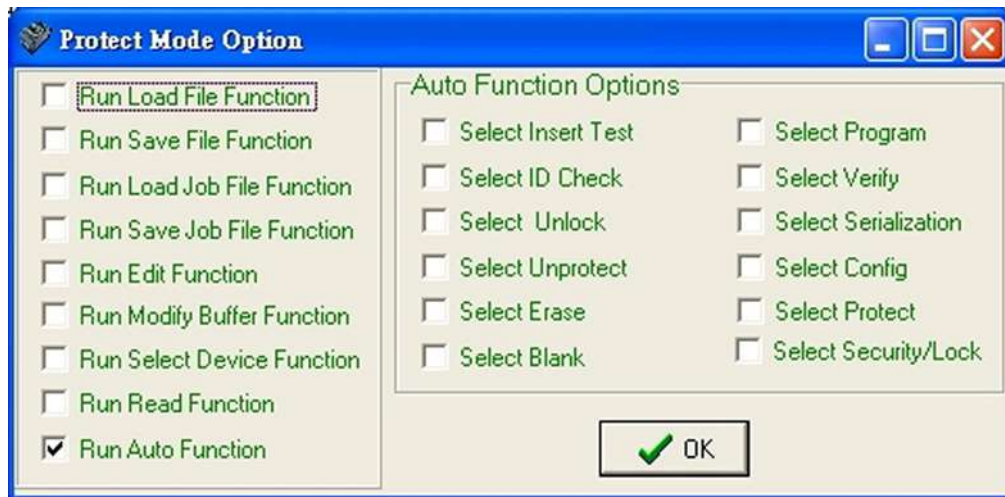 Protect Mode Option
Run Load File Function
Run Save File Function
Run Load Job File Function
Run Save Job File Function
Run Edit Function
Run Modify Buffer Function
Run Select Device Function
Run Read Function
Run Auto Function
Auto Function Options
Select Insert Test
Select ID Check
Select Unlock
Select Unprotect
Select Erase
Select Blank
Select Program
Select Verify
Select Serialization
Select Config
Select Protect
Select Security/Lock
OK